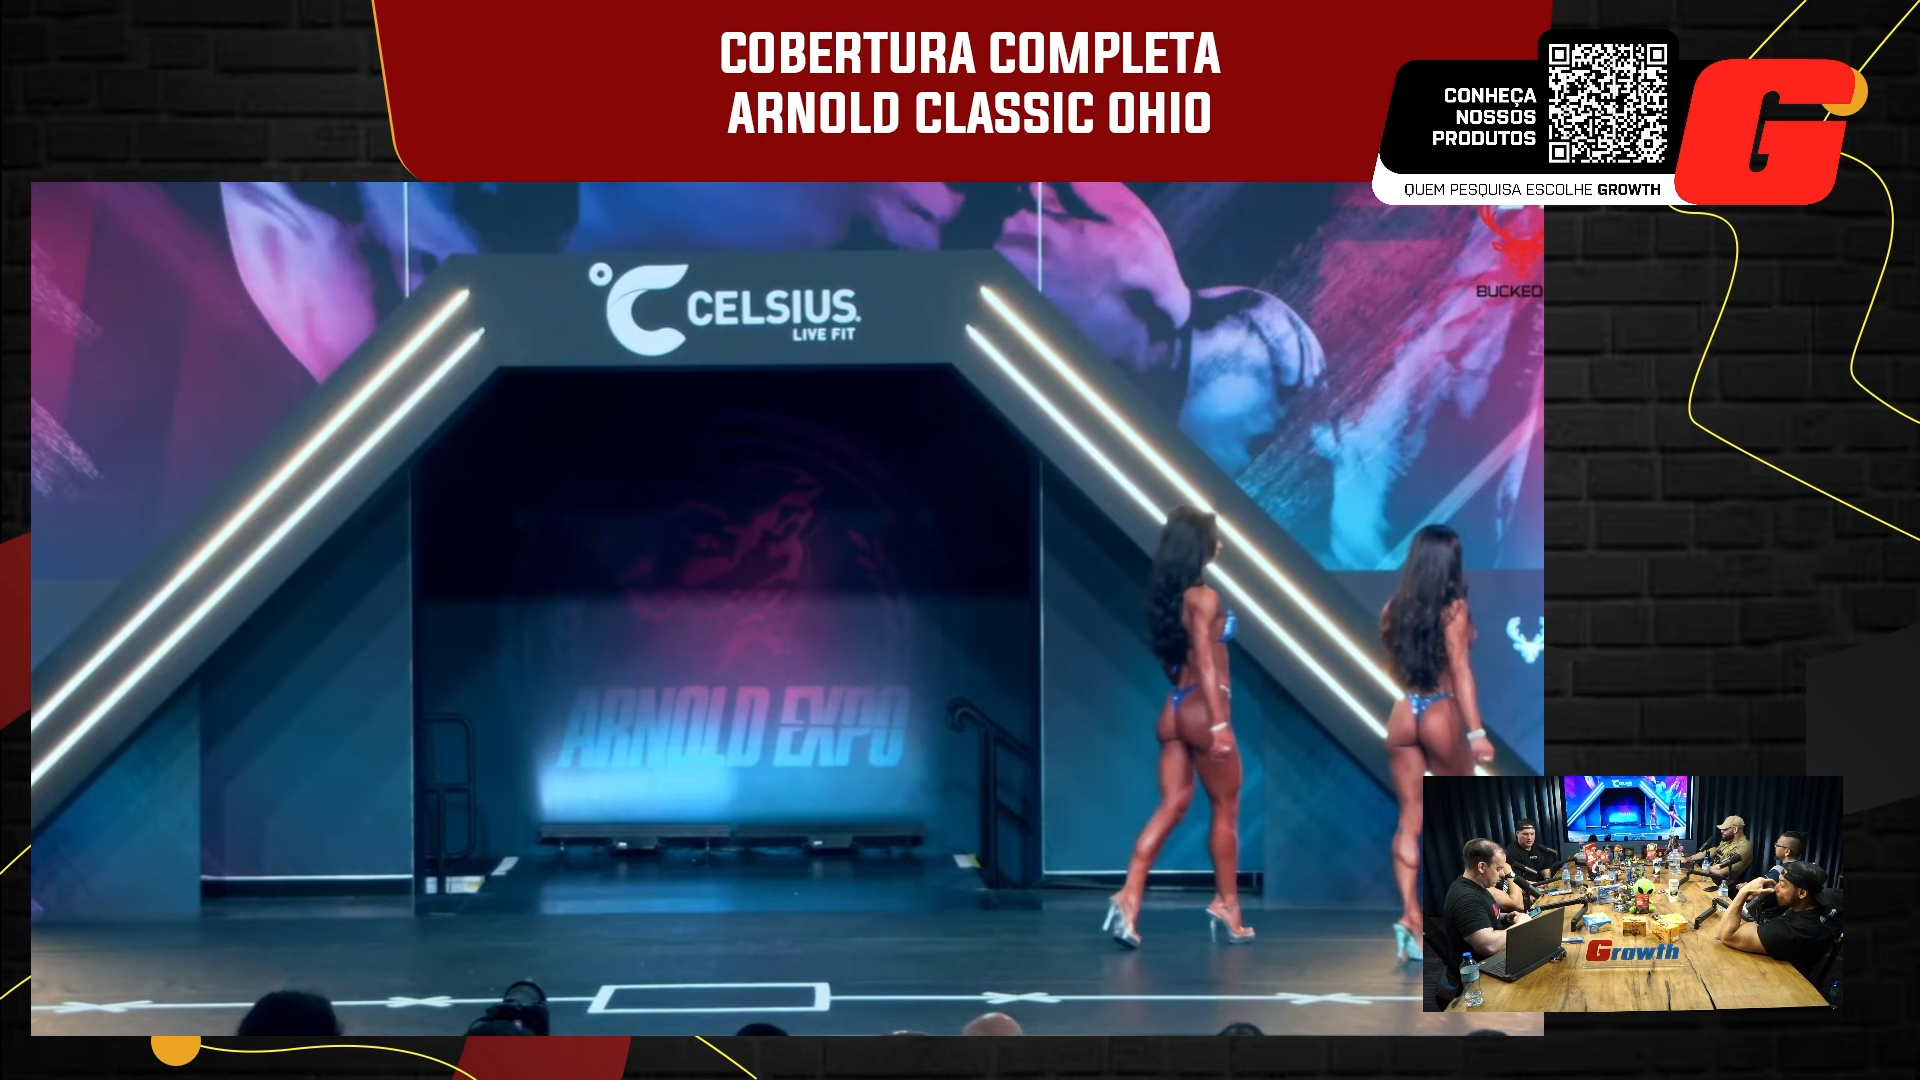 COBERTURA COMPLETA
ARNOLD CLASSIC OHIO
CONHEÇA
NOSSOS
PRODUTOS
QUEM PESQUISA ESCOLHE GROWTH
G
BUCKED
CELSIUS.
LIVE FIT
ARNOLD EXPO
Growth